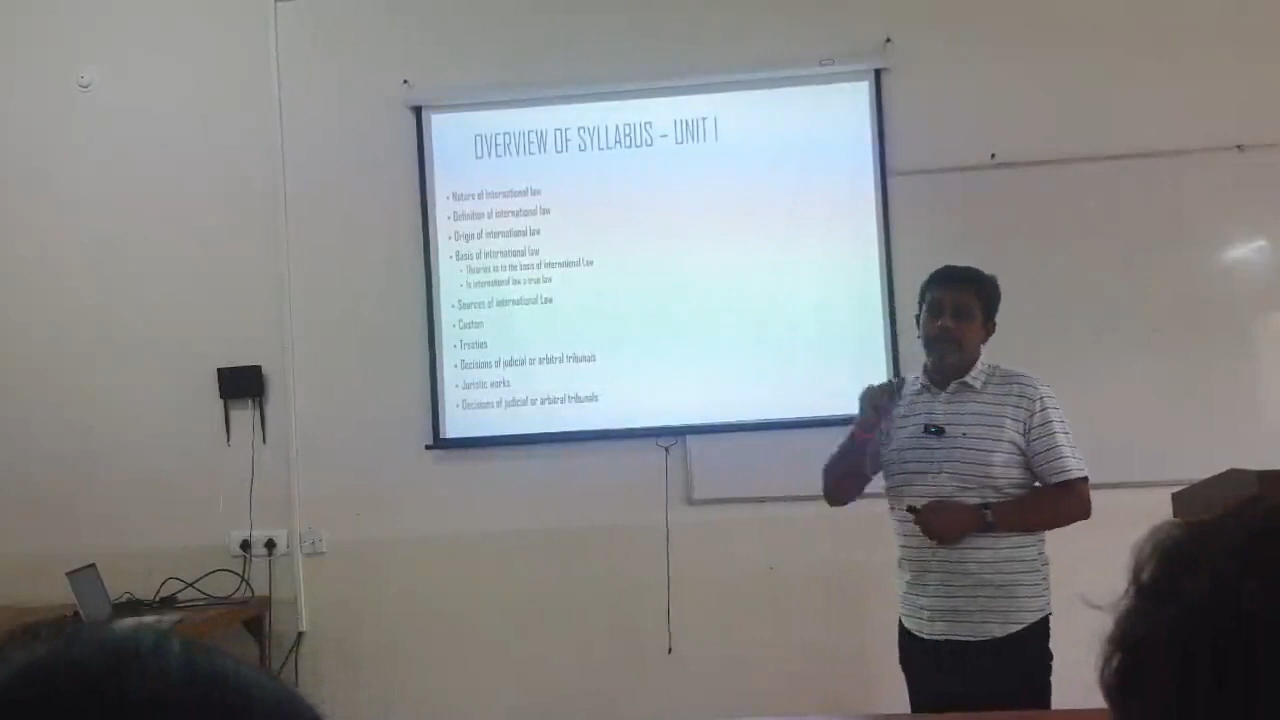 OVERVIEW OF SYLLABUS – UNIT I
• Nature of international law
• Definition of international law
• Origin of international law
• Basis of international law
• Theories as to the basis of International Law
• Is international law a true law
• Sources of international Law
• Custom
• Treaties
• Decisions of judicial or arbitral tribunals
• Juristic works
• Decisions of judicial or arbitral tribunals